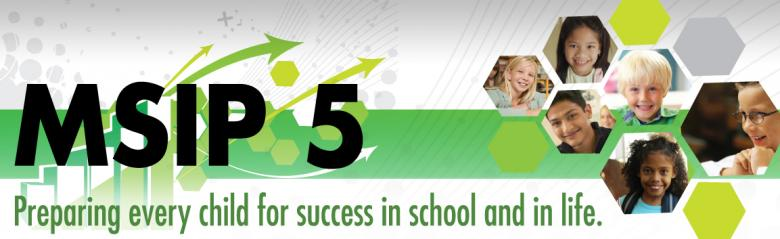 MSIP 5
Preparing every child for success in school and in life.